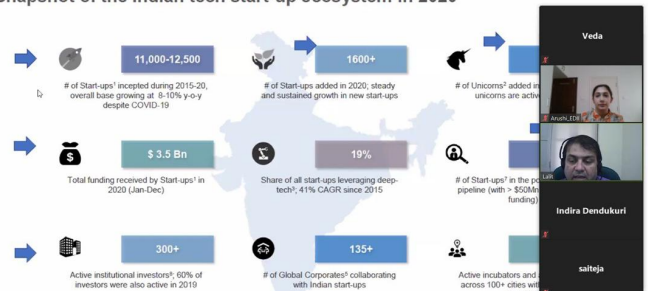 Snapshot of the Indian tech start-up ecosystem in 2020
11,000-12,500
# of Start-ups¹ incepted during 2015-20,
overall base growing at 8-10% y-o-y
despite COVID-19
1600+
# of Start-ups added in 2020; steady
and sustained growth in new start-ups
# of Unicorns² added in
unicorns are activ
$ 3.5 Bn
Total funding received by Start-ups¹ in
2020 (Jan-Dec)
19%
Share of all start-ups leveraging deep-
tech³; 41% CAGR since 2015
# of Start-ups⁷ in the po
pipeline (with > $50Mn
funding)
300+
Active institutional investors⁶; 60% of
investors were also active in 2019
135+
# of Global Corporates⁵ collaborating
with Indian start-ups
Active incubators and a
across 100+ cities wit
Veda
Arushi_EDII
Lalit
Indira Dendukuri
saiteja